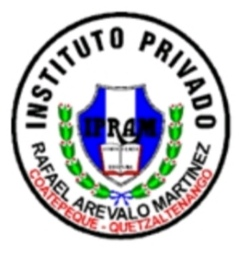 INSTITUTO PRIVADO
IPRAM
RAFAEL AREVALO MARTINEZ
COATEPEQUE - QUETZALTENANGO